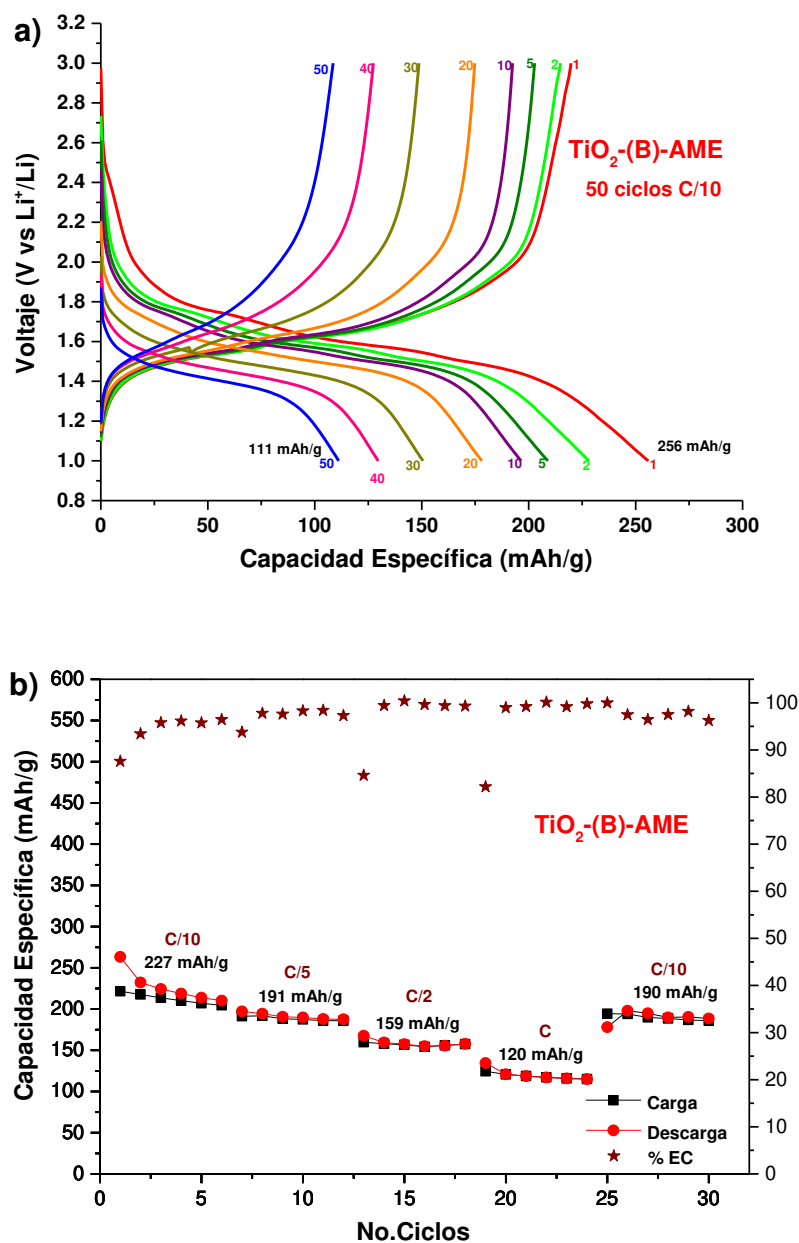 a)
3.2
3.0
2.8
2.6
2.4
2.2
2.0
1.8
1.6
1.4
1.2
1.0
0.8
Voltaje (V vs Li⁺/Li)
50 40 30 20 10 5 2 1
TiO₂-(B)-AME
50 ciclos C/10
111 mAh/g
256 mAh/g
50 40 30 20 10 5 2 1
0 50 100 150 200 250 300
Capacidad Específica (mAh/g)
b)
600
550
500
450
400
350
300
250
200
150
100
50
0
Capacidad Específica (mAh/g)
100
90
80
70
60
50
40
30
20
10
0
TiO₂-(B)-AME
C/10
227 mAh/g
C/5
191 mAh/g
C/2
159 mAh/g
C
120 mAh/g
C/10
190 mAh/g
Carga
Descarga
% EC
0 5 10 15 20 25 30
No.Ciclos